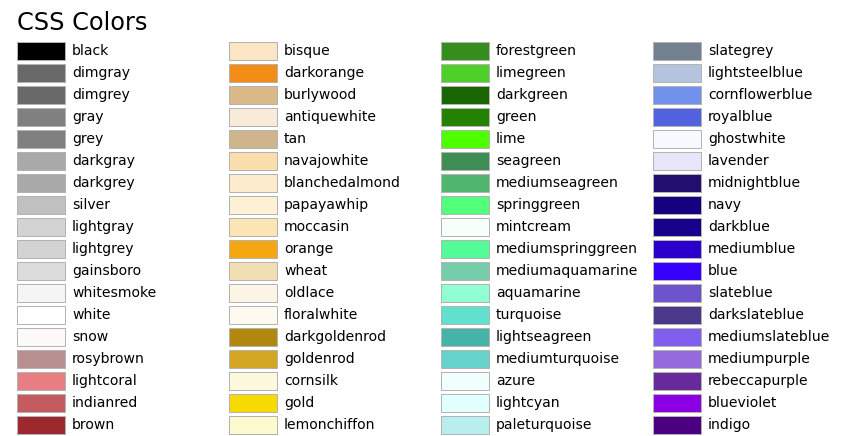 CSS Colors
black
dimgray
dimgrey
gray
grey
darkgray
darkgrey
silver
lightgray
lightgrey
gainsboro
whitesmoke
white
snow
rosybrown
lightcoral
indianred
brown
bisque
darkorange
burlywood
antiquewhite
tan
navajowhite
blanchedalmond
papayawhip
moccasin
orange
wheat
oldlace
floralwhite
darkgoldenrod
goldenrod
cornsilk
gold
lemonchiffon
forestgreen
limegreen
darkgreen
green
lime
seagreen
mediumseagreen
springgreen
mintcream
mediumspringgreen
mediumaquamarine
aquamarine
turquoise
lightseagreen
mediumturquoise
azure
lightcyan
paleturquoise
slategrey
lightsteelblue
cornflowerblue
royalblue
ghostwhite
lavender
midnightblue
navy
darkblue
mediumblue
blue
slateblue
darkslateblue
mediumslateblue
mediumpurple
rebeccapurple
blueviolet
indigo